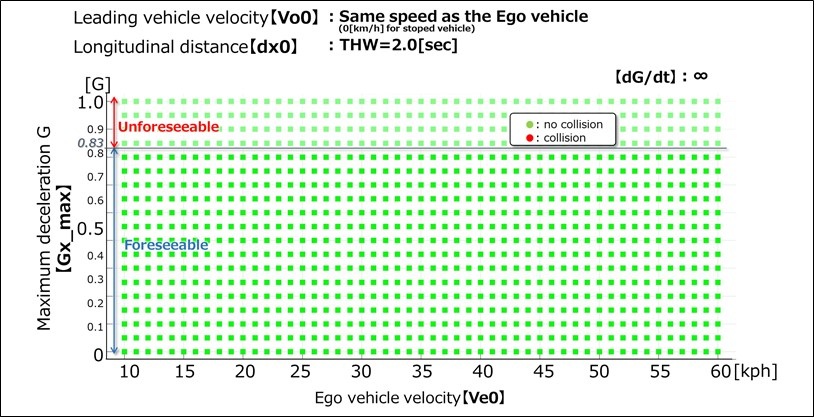 Leading vehicle velocity【Vo0】 : Same speed as the Ego vehicle
(0[km/h] for stoped vehicle)
Longitudinal distance【dx0】 : THW=2.0[sec]
【dG/dt】 : ∞
[G]
1.0
0.9
0.83
0.8
0.7
0.6
0.5
0.4
0.3
0.2
0.1
0
Unforeseeable
Foreseeable
: no collision
: collision
Maximum deceleration G
【Gx_max】
10 15 20 25 30 35 40 45 50 55 60 [kph]
Ego vehicle velocity【Ve0】